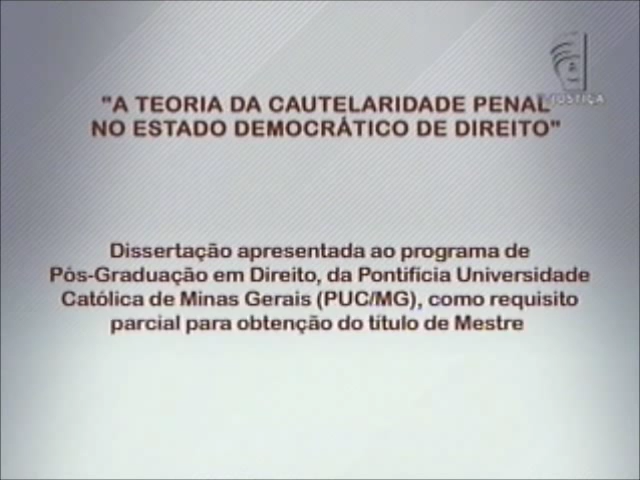 "A TEORIA DA CAUTELARIDADE PENAL
NO ESTADO DEMOCRÁTICO DE DIREITO"
JUSTIÇA
Dissertação apresentada ao programa de
Pós-Graduação em Direito, da Pontifícia Universidade
Católica de Minas Gerais (PUC/MG), como requisito
parcial para obtenção do título de Mestre